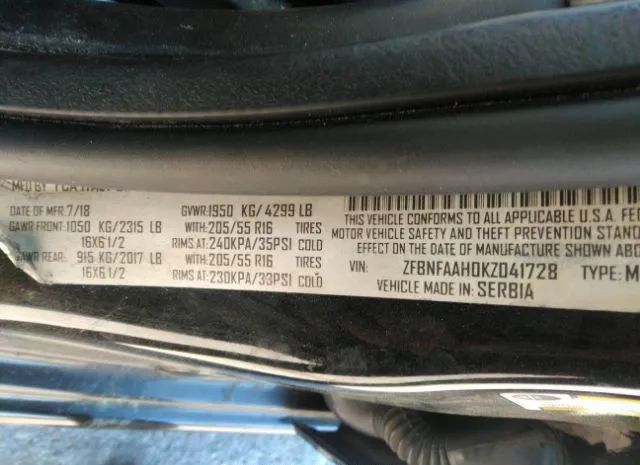 MFD BY
DATE OF MFR: 7/18 GVWR: 1950 KG/ 4299 LB
GAWR FRONT: 1050 KG/2315 LB WITH: 205/55 R16 TIRES
16X6 1/2 RIMS AT: 240KPA/35PSI COLD
GAWR REAR: 915 KG/2017 LB WITH: 205/55 R16 TIRES
16X6 1/2 RIMS AT: 230KPA/33PSI COLD
THIS VEHICLE CONFORMS TO ALL APPLICABLE U.S.A. FE
MOTOR VEHICLE SAFETY AND THEFT PREVENTION STAND
EFFECT ON THE DATE OF MANUFACTURE SHOWN ABO
VIN: ZFBNFAAH0KZ041728 TYPE: M
VEHICLE MADE IN: SERBIA